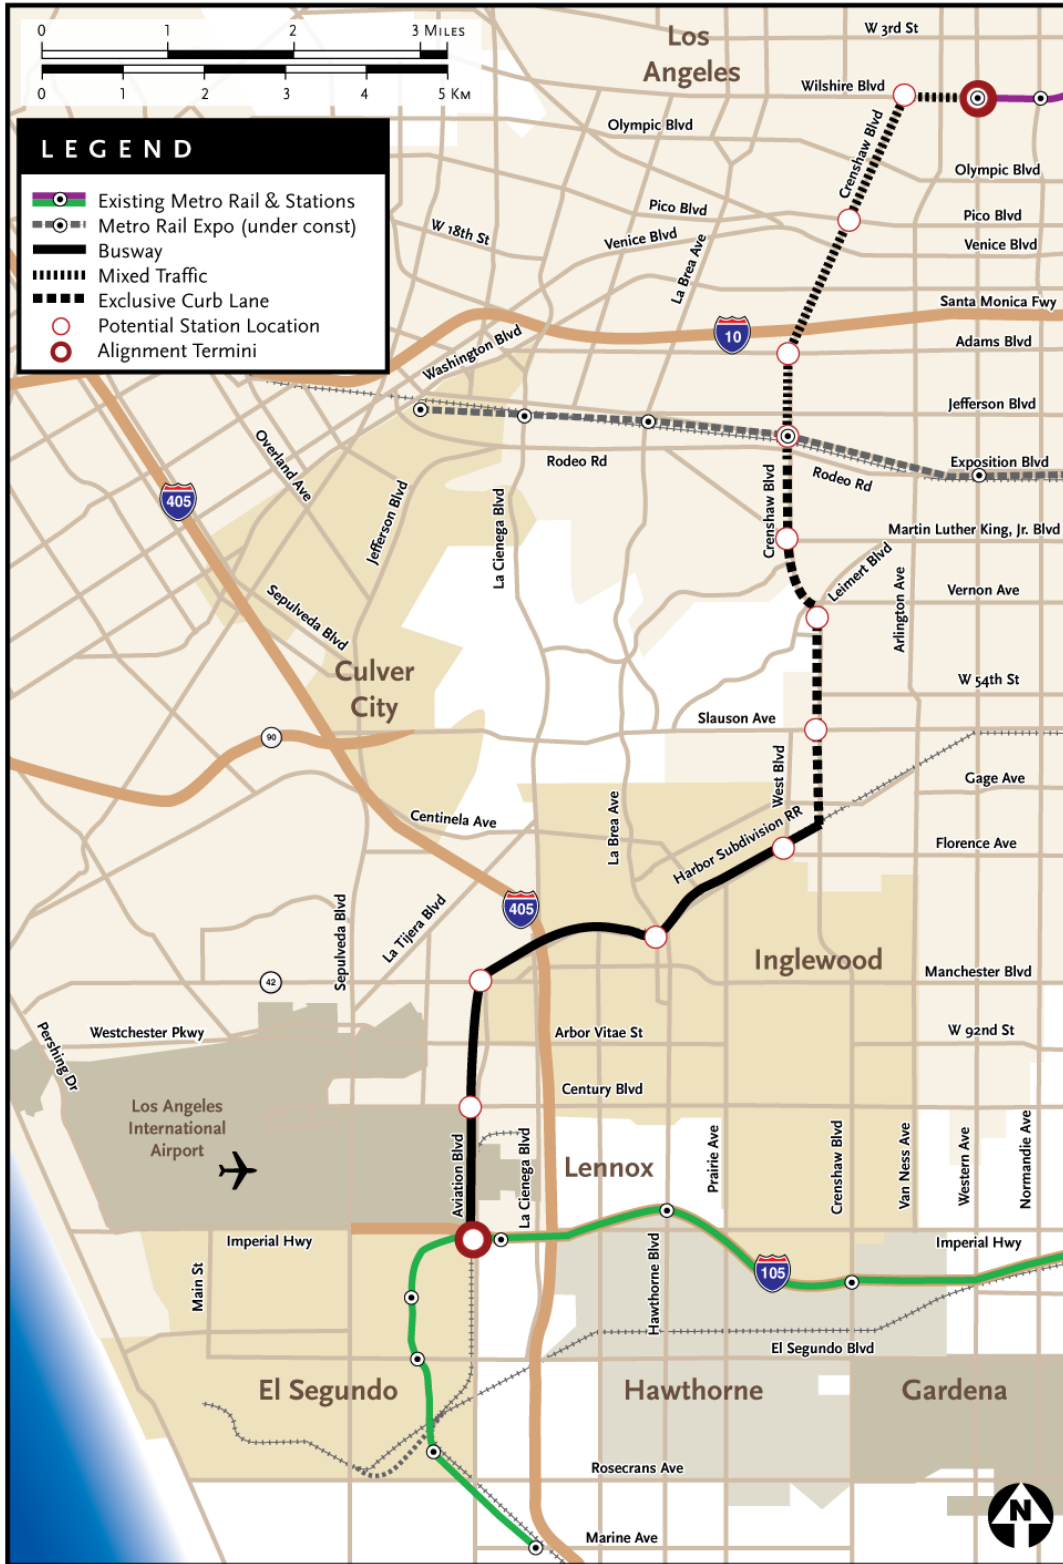 0 1 2 3 Miles
0 1 2 3 4 5 Km
LEGEND
Existing Metro Rail & Stations
Metro Rail Expo (under const)
Busway
Mixed Traffic
Exclusive Curb Lane
Potential Station Location
Alignment Termini
Los
Angeles
W 3rd St
Wilshire Blvd
Olympic Blvd
Crenshaw Blvd
Olympic Blvd
Pico Blvd
Pico Blvd
W 18th St
Venice Blvd
Venice Blvd
La Brea Ave
Santa Monica Fwy
10
Washington Blvd
Adams Blvd
Jefferson Blvd
Overland Ave
Rodeo Rd
Exposition Blvd
Rodeo Rd
405
Jefferson Blvd
La Cienega Blvd
Crenshaw Blvd
Martin Luther King, Jr. Blvd
Leimert Blvd
Arlington Ave
Vernon Ave
Sepulveda Blvd
Culver
City
W 54th St
Slauson Ave
90
West Blvd
Gage Ave
Centinela Ave
La Brea Ave
Harbor Subdivision RR
Florence Ave
405
Sepulveda Blvd
La Tijera Blvd
Inglewood
Manchester Blvd
42
Pershing Dr
Westchester Pkwy
Arbor Vitae St
W 92nd St
Century Blvd
Los Angeles
International
Airport
Aviation Blvd
La Cienega Blvd
Lennox
Prairie Ave
Crenshaw Blvd
Van Ness Ave
Western Ave
Normandie Ave
Imperial Hwy
Imperial Hwy
Main St
Hawthorne Blvd
105
El Segundo Blvd
El Segundo
Hawthorne
Gardena
Rosecrans Ave
N
Marine Ave